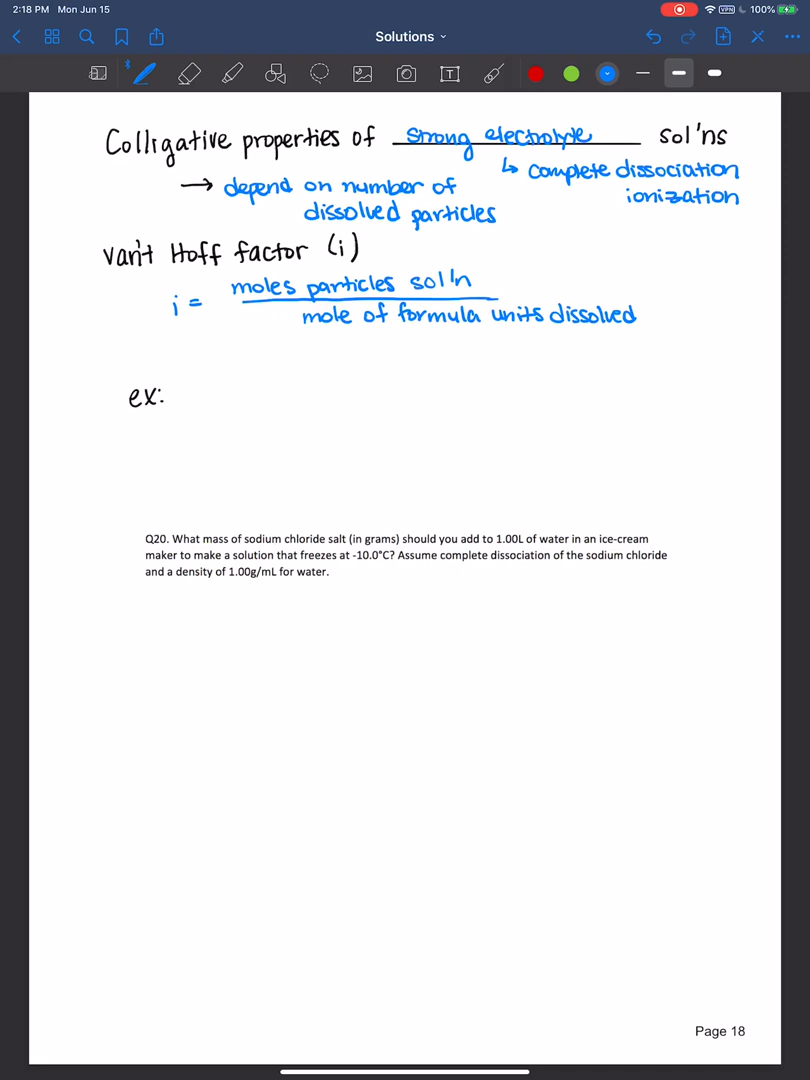 2:18 PM Mon Jun 15
VPN 100%
Solutions
T
Colligative properties of strong electrolyte sol'ns
↳ complete dissociation
ionization
→ depend on number of
dissolved particles
van't Hoff factor (i)
i = moles particles sol'n
mole of formula units dissolved
ex:
Q20. What mass of sodium chloride salt (in grams) should you add to 1.00L of water in an ice-cream
maker to make a solution that freezes at -10.0°C? Assume complete dissociation of the sodium chloride
and a density of 1.00g/mL for water.
Page 18